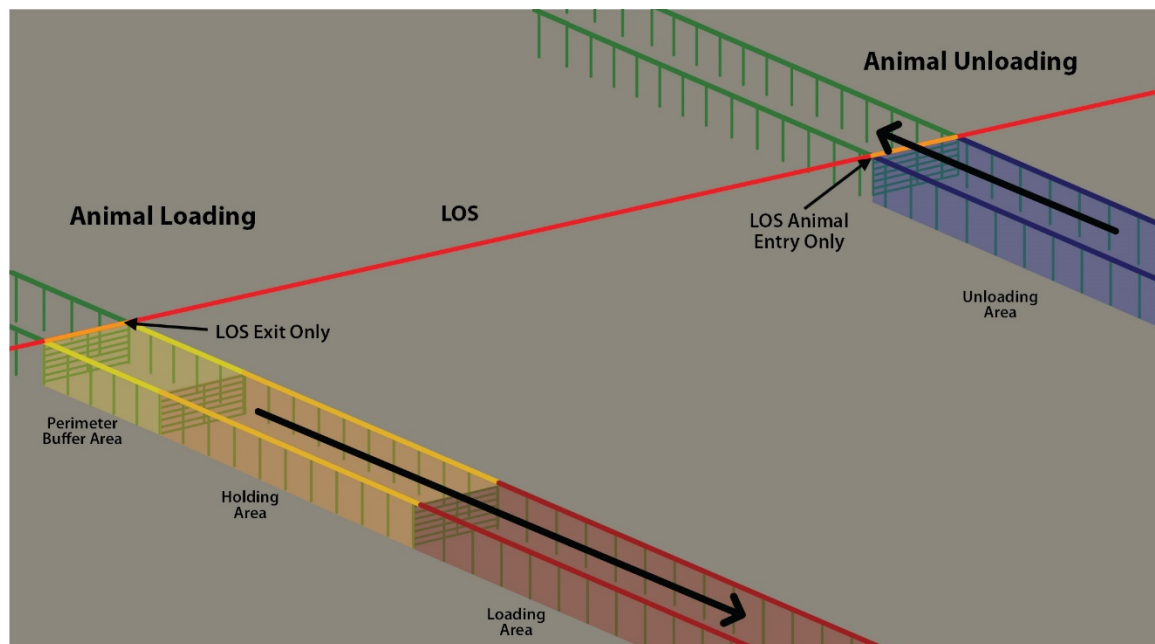 Animal Unloading
Animal Loading
LOS
LOS Animal
Entry Only
Unloading
Area
LOS Exit Only
Perimeter
Buffer Area
Holding
Area
Loading
Area